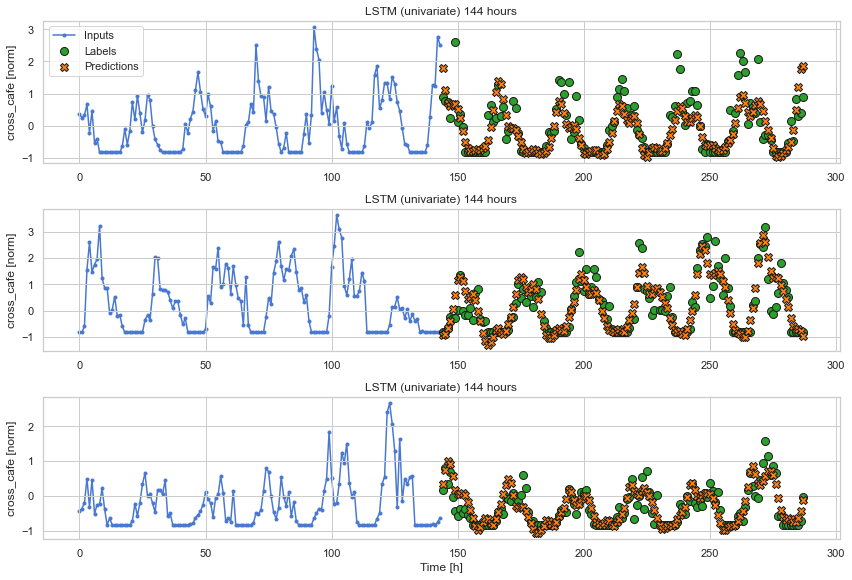 LSTM (univariate) 144 hours
cross_cafe [norm]
3
2
1
0
−1
Inputs
Labels
Predictions
0 50 100 150 200 250 300
LSTM (univariate) 144 hours
cross_cafe [norm]
3
2
1
0
−1
0 50 100 150 200 250 300
LSTM (univariate) 144 hours
cross_cafe [norm]
2
1
0
−1
0 50 100 150 200 250 300
Time [h]